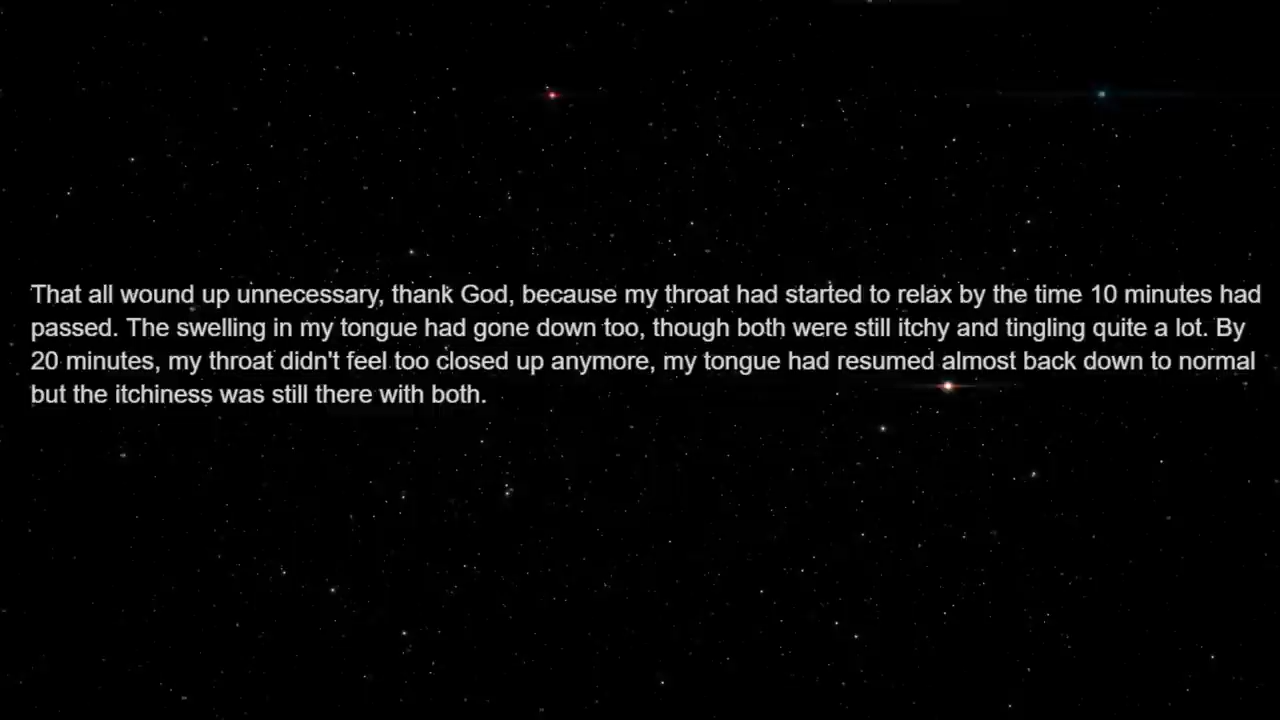 That all wound up unnecessary, thank God, because my throat had started to relax by the time 10 minutes had
passed. The swelling in my tongue had gone down too, though both were still itchy and tingling quite a lot. By
20 minutes, my throat didn't feel too closed up anymore, my tongue had resumed almost back down to normal
but the itchiness was still there with both.